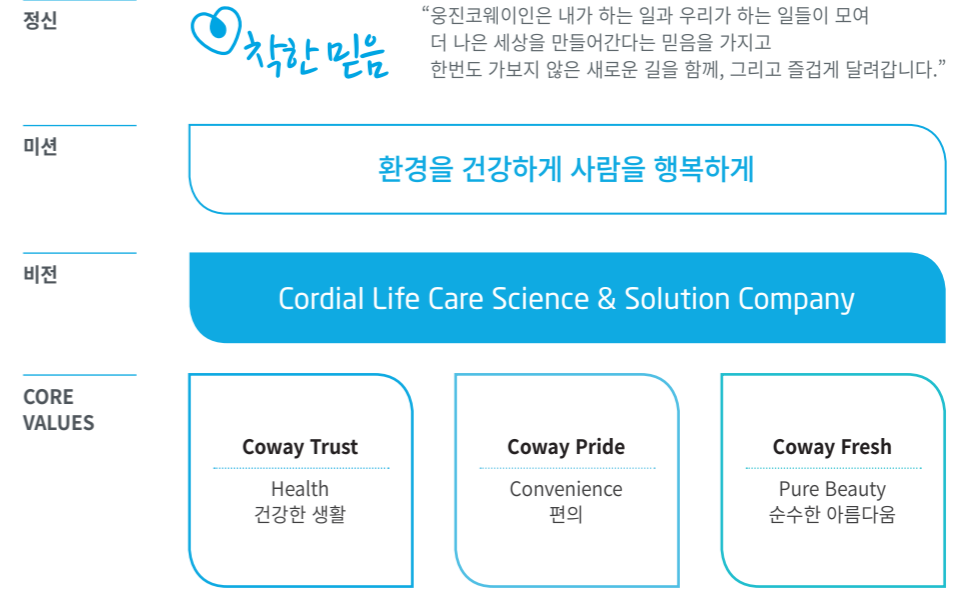 정신
착한 믿음
“웅진코웨이인은 내가 하는 일과 우리가 하는 일들이 모여
더 나은 세상을 만들어간다는 믿음을 가지고
한번도 가보지 않은 새로운 길을 함께, 그리고 즐겁게 달려갑니다.”
미션
환경을 건강하게 사람을 행복하게
비전
Cordial Life Care Science & Solution Company
CORE
VALUES
Coway Trust
Health
건강한 생활
Coway Pride
Convenience
편의
Coway Fresh
Pure Beauty
순수한 아름다움